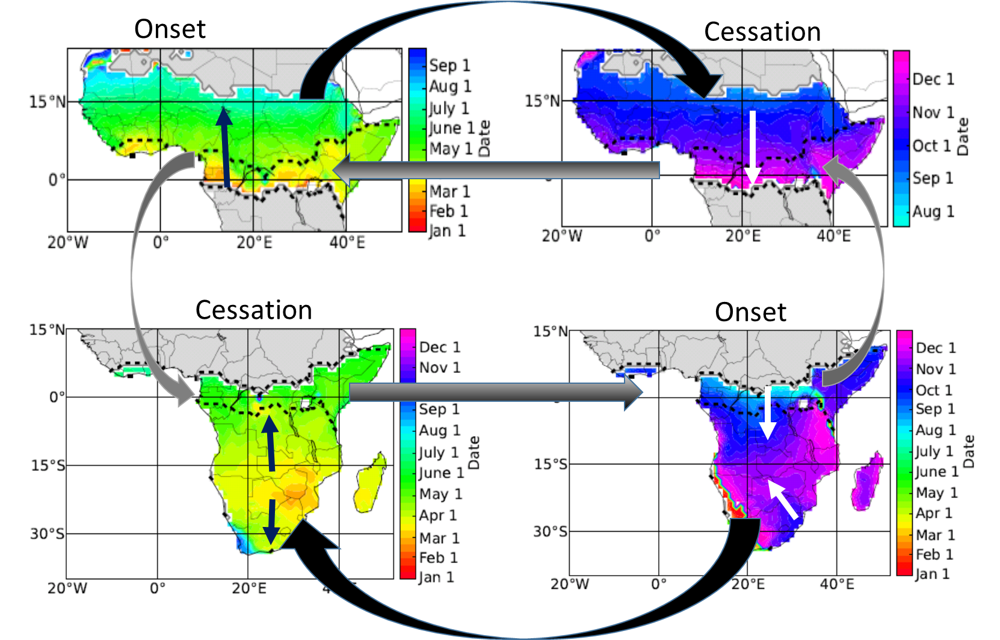 Onset
Cessation
15°N
0°
20°W
0°
20°E
40°E
Sep 1
Aug 1
July 1
June 1
May 1
Mar 1
Feb 1
Jan 1
Date
15°N
20°W
0°
20°E
40°E
Dec 1
Nov 1
Oct 1
Sep 1
Aug 1
Date
Cessation
Onset
15°N
0°
15°S
30°S
20°W
0°
20°E
Dec 1
Nov 1
Sep 1
Aug 1
July 1
June 1
May 1
Apr 1
Mar 1
Feb 1
Jan 1
Date
15°N
15°S
30°S
20°W
0°
20°E
40°E
Dec 1
Nov 1
Oct 1
Sep 1
Aug 1
July 1
June 1
May 1
Apr 1
Mar 1
Feb 1
Jan 1
Date